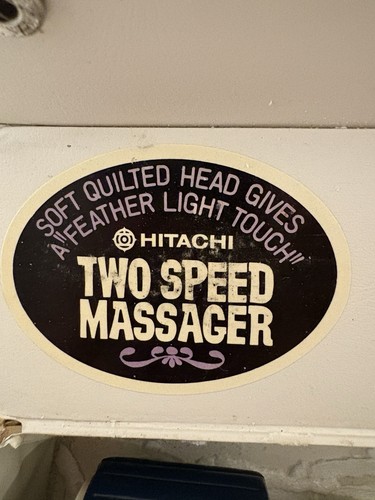 SOFT QUILTED HEAD GIVES
A "FEATHER LIGHT TOUCH"
HITACHI
TWO SPEED
MASSAGER